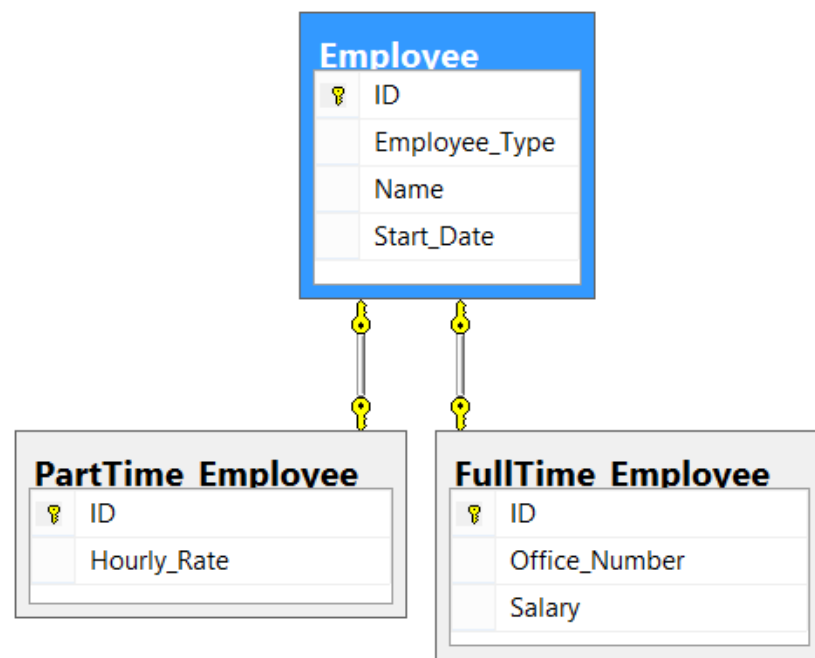 Employee
ID
Employee_Type
Name
Start_Date
PartTime_Employee
ID
Hourly_Rate
FullTime_Employee
ID
Office_Number
Salary